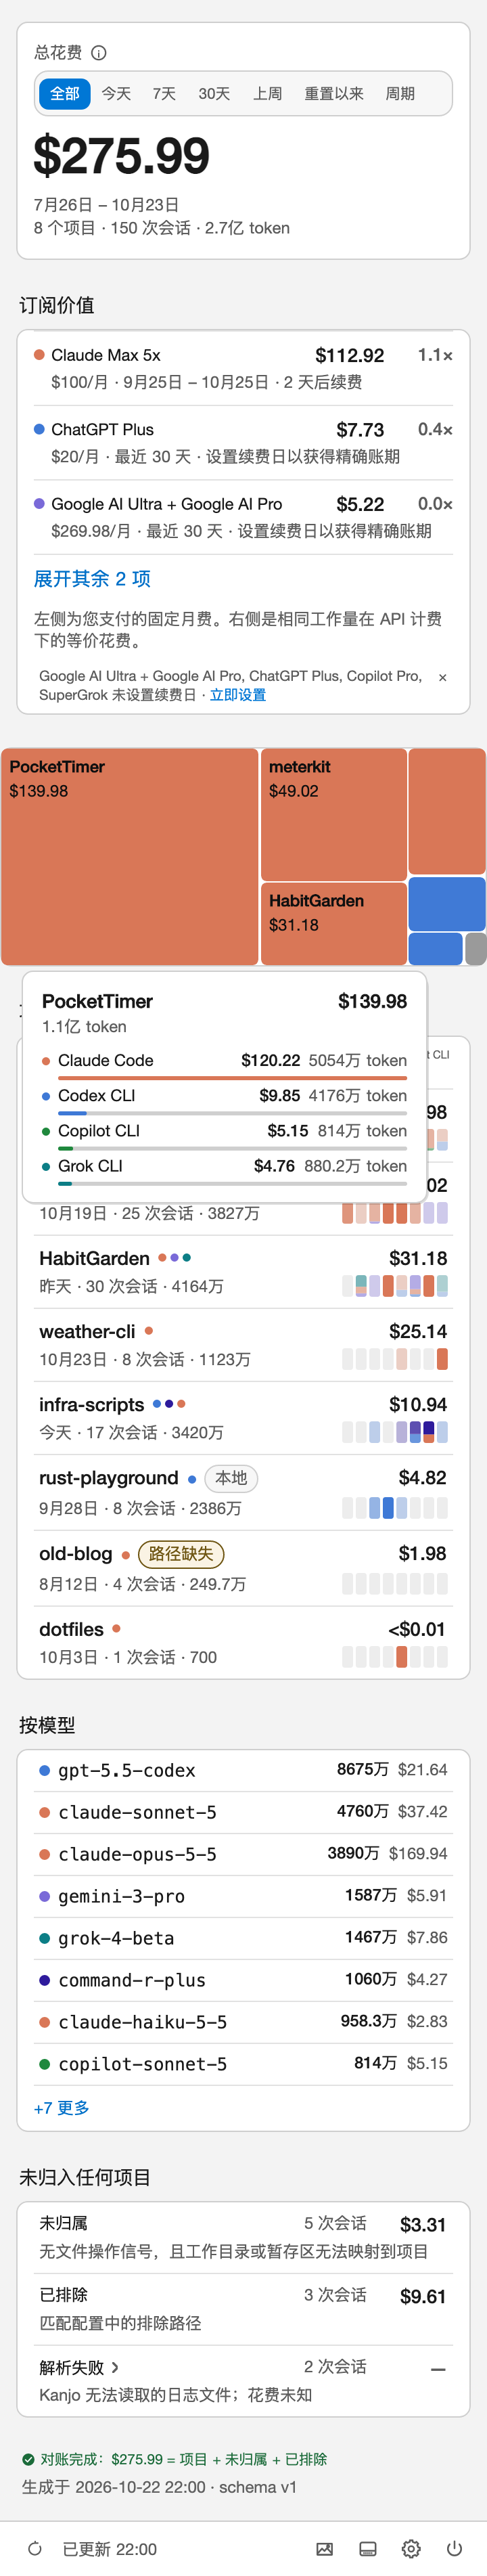 总花费
全部 今天 7天 30天 上周 重置以来 周期
$275.99
7月26日 – 10月23日
8 个项目 · 150 次会话 · 2.7亿 token
订阅价值
Claude Max 5x $112.92 1.1×
$100/月 · 9月25日 – 10月25日 · 2 天后续费
ChatGPT Plus $7.73 0.4×
$20/月 · 最近 30 天 · 设置续费日以获得精确账期
Google AI Ultra + Google AI Pro $5.22 0.0×
$269.98/月 · 最近 30 天 · 设置续费日以获得精确账期
展开其余 2 项
左侧为您支付的固定月费。右侧是相同工作量在 API 计费
下的等价花费。
Google AI Ultra + Google AI Pro, ChatGPT Plus, Copilot Pro, ×
SuperGrok 未设置续费日 · 立即设置
PocketTimer
$139.98
meterkit
$49.02
HabitGarden
$31.18
PocketTimer $139.98
1.1亿 token
Claude Code $120.22 5054万 token
Codex CLI $9.85 4176万 token
Copilot CLI $5.15 814万 token
Grok CLI $4.76 880.2万 token
CLI
98
02
10月19日 · 25 次会话 · 3827万
HabitGarden $31.18
昨天 · 30 次会话 · 4164万
weather-cli $25.14
10月23日 · 8 次会话 · 1123万
infra-scripts $10.94
今天 · 17 次会话 · 3420万
rust-playground 本地 $4.82
9月28日 · 8 次会话 · 2386万
old-blog 路径缺失 $1.98
8月12日 · 4 次会话 · 249.7万
dotfiles <$0.01
10月3日 · 1 次会话 · 700
按模型
gpt-5.5-codex 8675万 $21.64
claude-sonnet-5 4760万 $37.42
claude-opus-5-5 3890万 $169.94
gemini-3-pro 1587万 $5.91
grok-4-beta 1467万 $7.86
command-r-plus 1060万 $4.27
claude-haiku-5-5 958.3万 $2.83
copilot-sonnet-5 814万 $5.15
+7 更多
未归入任何项目
未归属 5 次会话 $3.31
无文件操作信号，且工作目录或暂存区无法映射到项目
已排除 3 次会话 $9.61
匹配配置中的排除路径
解析失败 2 次会话 —
Kanjo 无法读取的日志文件；花费未知
对账完成：$275.99 = 项目 + 未归属 + 已排除
生成于 2026-10-22 22:00 · schema v1
已更新 22:00